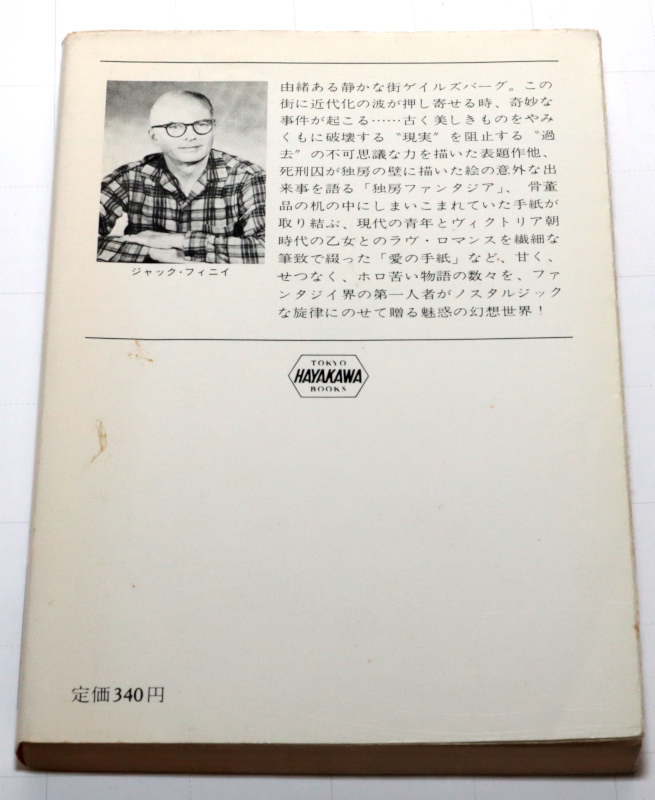 由緒ある静かな街ゲイルズバーグ。この
街に近代化の波が押し寄せる時、奇妙な
事件が起こる……古く美しきものをやみ
くもに破壊する〝現実〟を阻止する〝過
去〟の不可思議な力を描いた表題作他、
死刑囚が独房の壁に描いた絵の意外な出
来事を語る「独房ファンタジア」、骨董
品の机の中にしまいこまれていた手紙が
取り結ぶ、現代の青年とヴィクトリア朝
時代の乙女とのラヴ・ロマンスを繊細な
筆致で綴った「愛の手紙」など、甘く、
せつなく、ホロ苦い物語の数々を、ファ
ンタジイ界の第一人者がノスタルジック
な旋律にのせて贈る魅惑の幻想世界！
ジャック・フィニイ
TOKYO
HAYAKAWA
BOOKS
定価340円